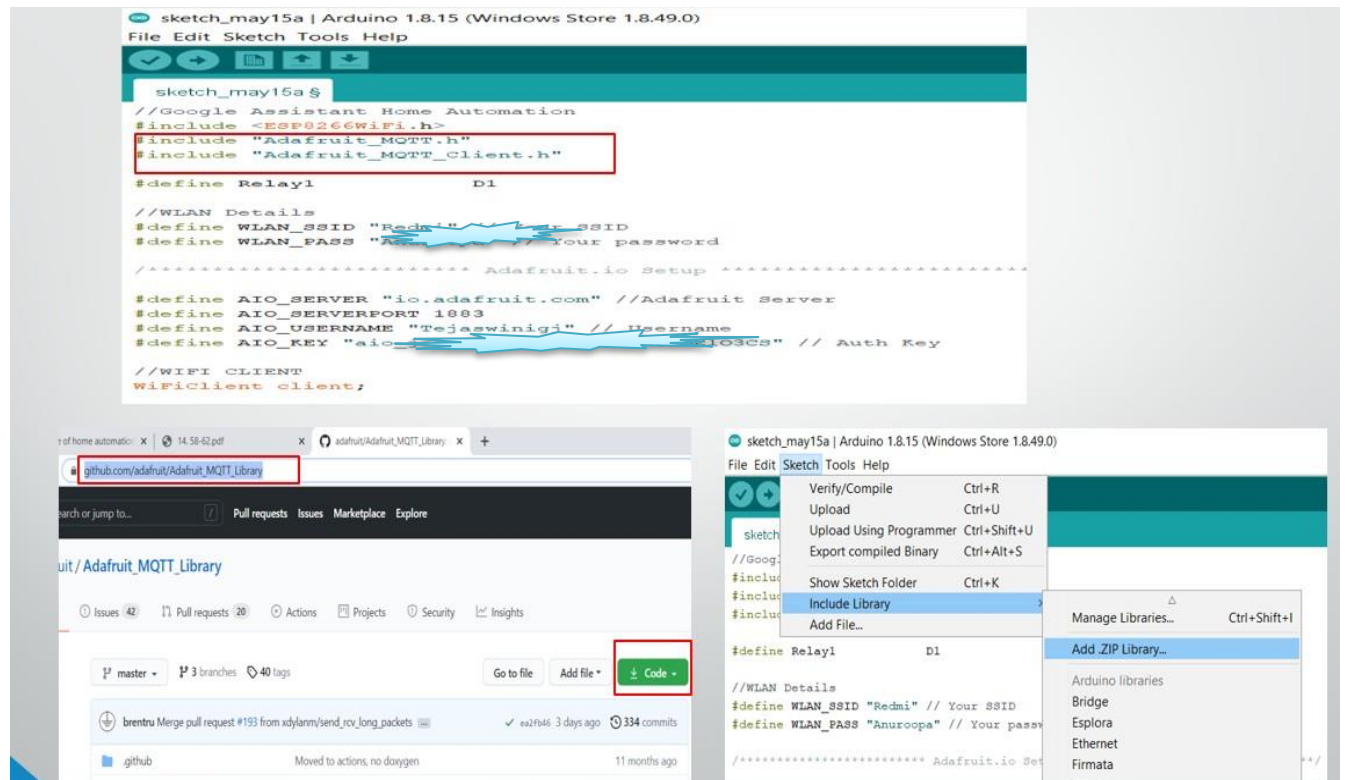 sketch_may15a | Arduino 1.8.15 (Windows Store 1.8.49.0)
File Edit Sketch Tools Help
sketch_may15a §
//Google Assistant Home Automation
#include <ESP8266WiFi.h>
#include "Adafruit_MQTT.h"
#include "Adafruit_MQTT_Client.h"
#define Relay1 D1
//WLAN Details
#define WLAN_SSID "Redmi" // SSID
#define WLAN_PASS " // Your password
/************************* Adafruit.io Setup *************************
#define AIO_SERVER "io.adafruit.com" //Adafruit Server
#define AIO_SERVERPORT 1883
#define AIO_USERNAME "Tejaswinigj" // Username
#define AIO_KEY "aio_ " // Auth Key
//WIFI CLIENT
WiFiClient client;
of home automatio x 14. 58-62.pdf x adafruit/Adafruit_MQTT_Library x +
github.com/adafruit/Adafruit_MQTT_Library
earch or jump to... / Pull requests Issues Marketplace Explore
uit / Adafruit_MQTT_Library
Issues 42 Pull requests 20 Actions Projects Security Insights
master 3 branches 40 tags Go to file Add file Code
brentru Merge pull request #193 from xdylanm/send_rcv_long_packets ... ea2fb46 3 days ago 334 commits
.github Moved to actions, no doxygen 11 months ago
sketch_may15a | Arduino 1.8.15 (Windows Store 1.8.49.0)
File Edit Sketch Tools Help
Verify/Compile Ctrl+R
Upload Ctrl+U
Upload Using Programmer Ctrl+Shift+U
Export compiled Binary Ctrl+Alt+S
Show Sketch Folder Ctrl+K
Include Library
Add File...
Manage Libraries... Ctrl+Shift+I
Add .ZIP Library...
Arduino libraries
Bridge
Esplora
Ethernet
Firmata
sketch
//Googl
#includ
#includ
#includ
#define Relay1 D1
//WLAN Details
#define WLAN_SSID "Redmi" // Your SSID
#define WLAN_PASS "Anuroopa" // Your passw
/************************* Adafruit.io Set **/